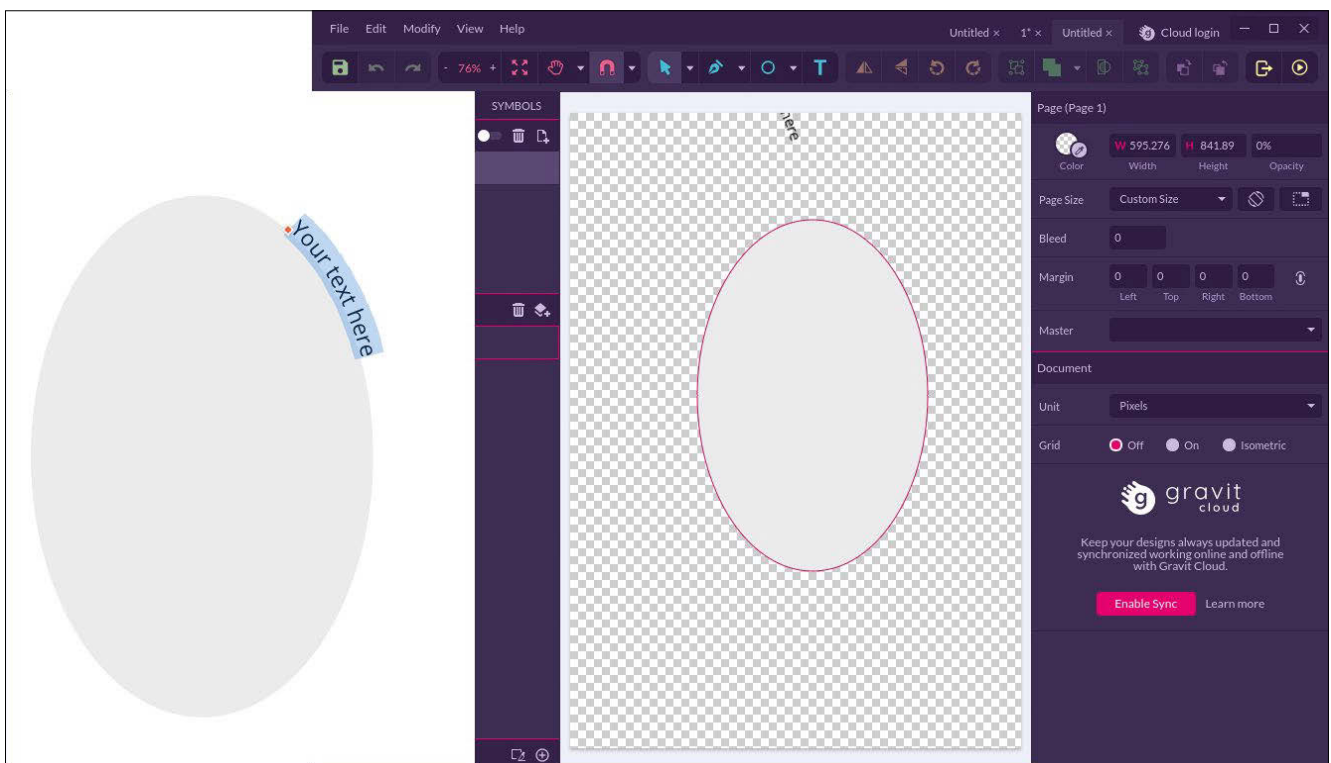 File Edit Modify View Help
Untitled × 1* × Untitled × Cloud login
- 76% +
T
SYMBOLS
here
Your text here
Page (Page 1)
W 595.276 H 841.89 0%
Color Width Height Opacity
Page Size Custom Size
Bleed 0
Margin 0 0 0 0
Left Top Right Bottom
Master
Document
Unit Pixels
Grid Off On Isometric
g gravit
cloud
Keep your designs always updated and
synchronized working online and offline
with Gravit Cloud.
Enable Sync Learn more